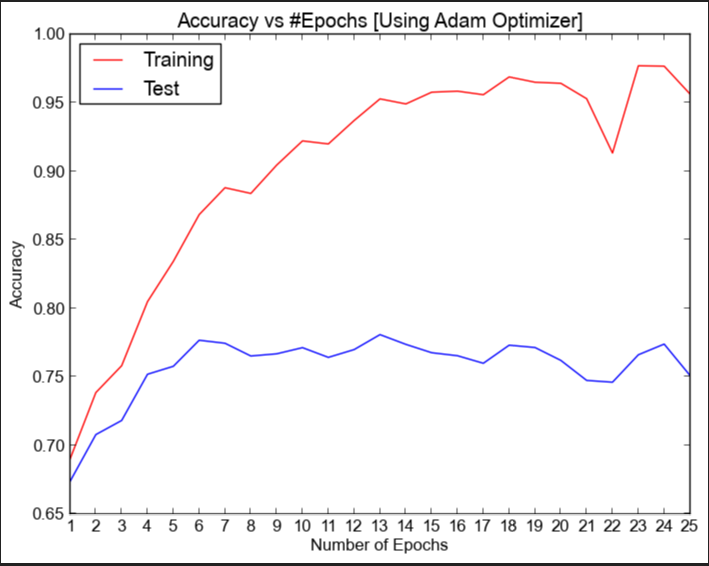 Accuracy vs #Epochs [Using Adam Optimizer]
Training
Test
Accuracy
1.00
0.95
0.90
0.85
0.80
0.75
0.70
0.65
1 2 3 4 5 6 7 8 9 10 11 12 13 14 15 16 17 18 19 20 21 22 23 24 25
Number of Epochs